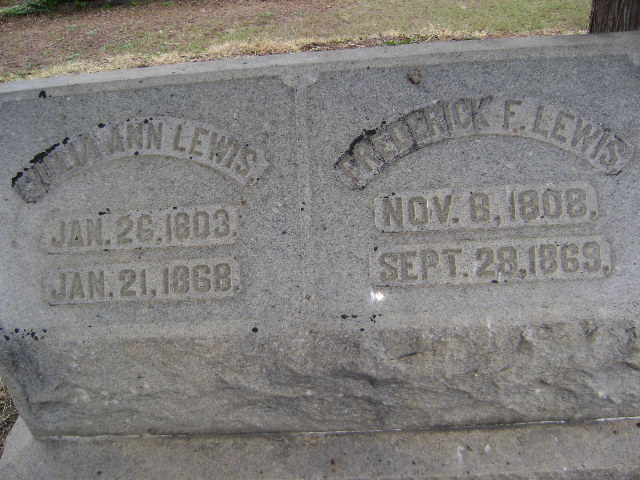 JULIA ANN LEWIS
JAN. 26, 1803.
JAN. 21, 1868.
FREDERICK F. LEWIS
NOV. 8, 1808.
SEPT. 28, 1869.